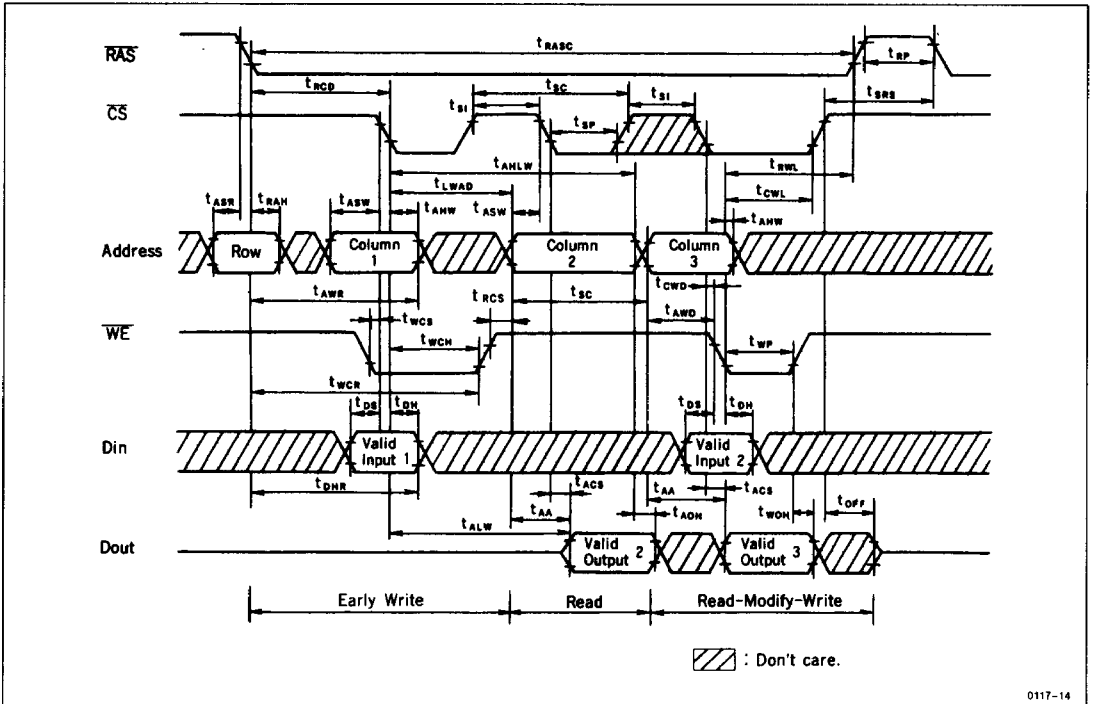 RAS
tRASC
tRP
tRCD
tSC
tSI
tSI
tSRS
CS
tSP
tAHLW
tRWL
tLWAD
tCWL
tASR
tRAH
tASW
tAHW
tASW
tAHW
Address
Row
Column 1
Column 2
Column 3
tCWD
tAWR
tRCS
tSC
tAWD
WE
tWCS
tWCH
tWP
tWCR
tDS
tDH
tDS
tDH
Din
Valid Input 1
Valid Input 2
tDHR
tACS
tAA
tACS
tALW
tAA
tAOH
tWOH
tOFF
Dout
Valid Output 2
Valid Output 3
Early Write
Read
Read-Modify-Write
: Don't care.
0117-14